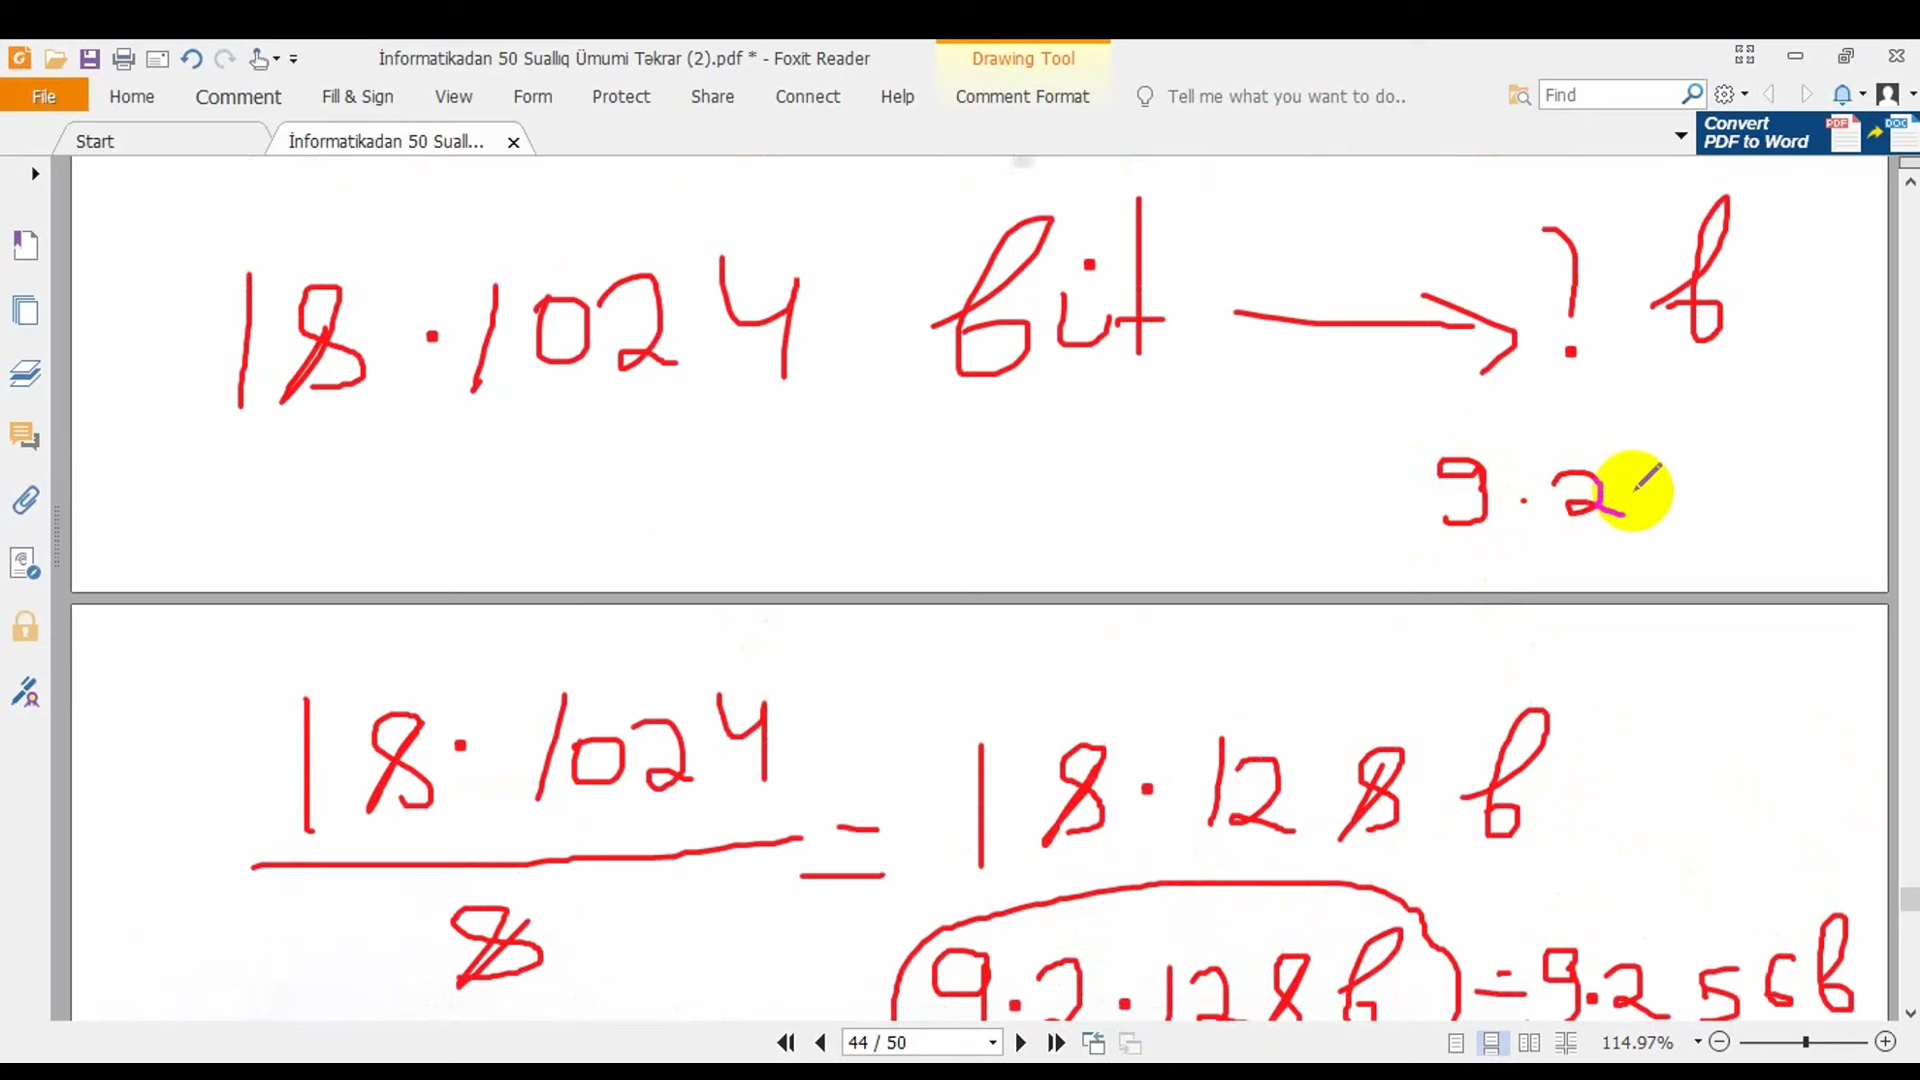 İnformatikadan 50 Suallıq Ümumi Təkrar (2).pdf * - Foxit Reader
Drawing Tool
File Home Comment Fill & Sign View Form Protect Share Connect Help Comment Format Tell me what you want to do.. Find
Start
İnformatikadan 50 Suall...
Convert
PDF to Word
PDF DOC
18 · 1024 bit → ? b
9 · 2
18 · 1024
8
= 18 · 128 b
9 · 2 · 128 b = 9 · 256 b
44 / 50
114.97%